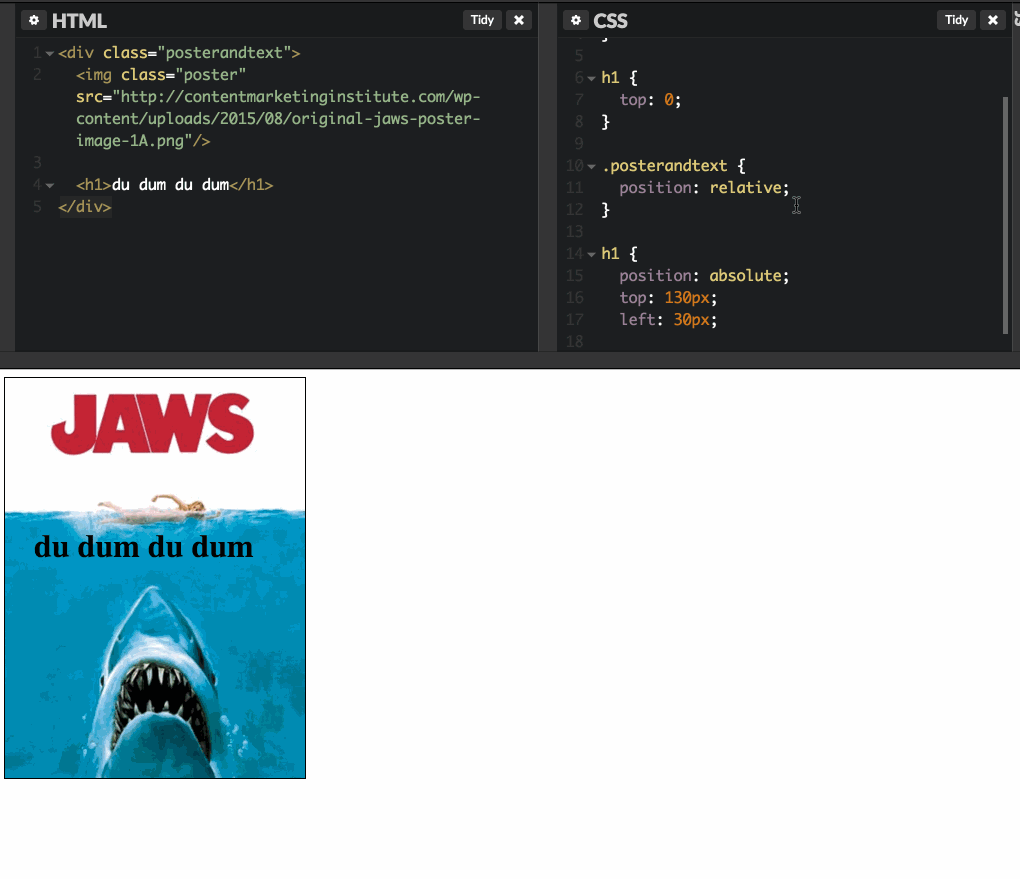 HTML
Tidy
1 <div class="posterandtext">
2 <img class="poster"
src="http://contentmarketinginstitute.com/wp-
content/uploads/2015/08/original-jaws-poster-
image-1A.png"/>
3
4 <h1>du dum du dum</h1>
5 </div>
CSS
Tidy
}
5
6 h1 {
7 top: 0;
8 }
9
10 .posterandtext {
11 position: relative;
12 }
13
14 h1 {
15 position: absolute;
16 top: 130px;
17 left: 30px;
18
JAWS
du dum du dum